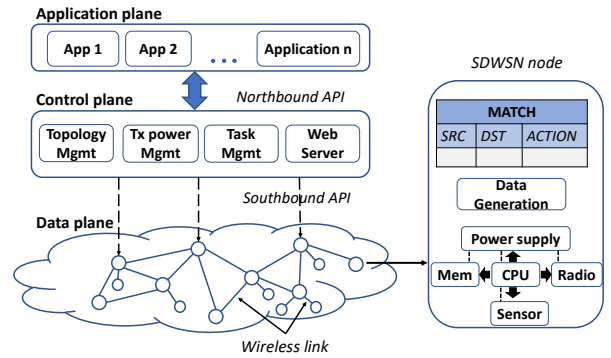 Application plane
App 1
App 2
...
Application n
Northbound API
Control plane
Topology
Mgmt
Tx power
Mgmt
Task
Mgmt
Web
Server
Southbound API
Data plane
Wireless link
SDWSN node
MATCH
SRC
DST
ACTION
Data
Generation
Power supply
Mem
CPU
Radio
Sensor